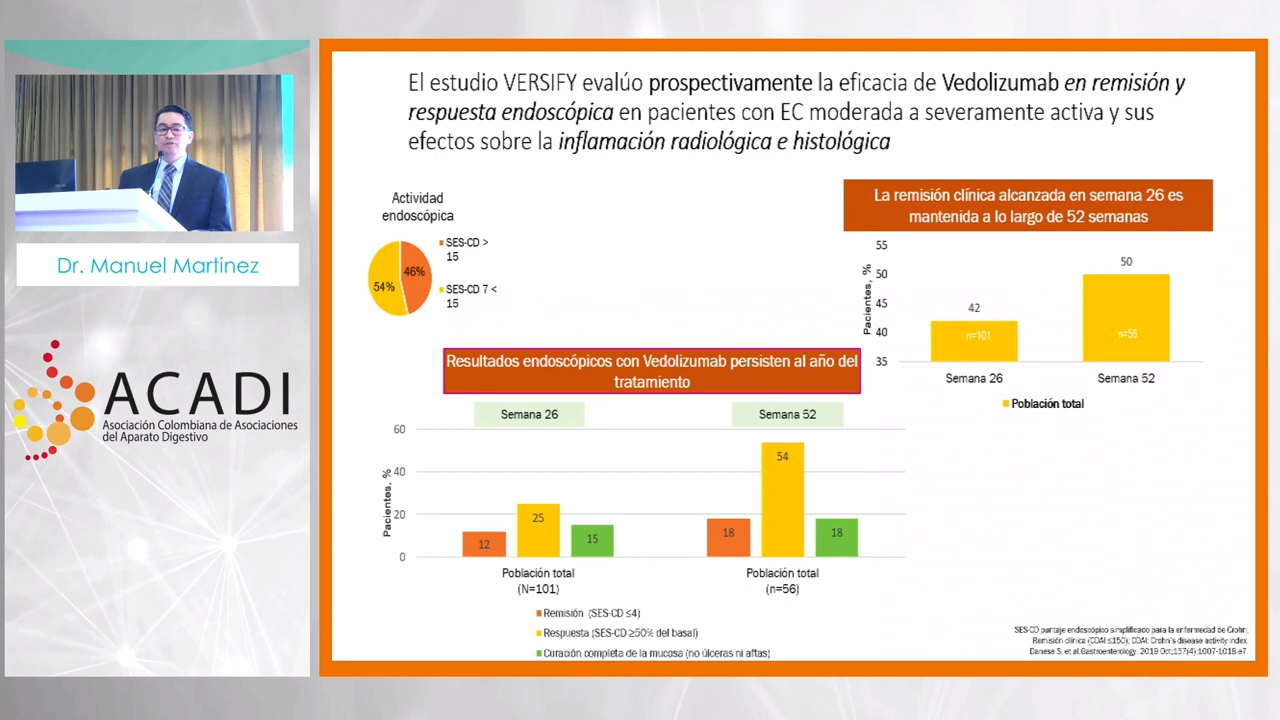 El estudio VERSIFY evalúo prospectivamente la eficacia de Vedolizumab en remisión y
respuesta endoscópica en pacientes con EC moderada a severamente activa y sus
efectos sobre la inflamación radiológica e histológica
Dr. Manuel Martinez
ACADI
Asociación Colombiana de Asociaciones
del Aparato Digestivo
Actividad
endoscópica
46%
54%
SES-CD >
15
SES-CD 7 <
15
La remisión clínica alcanzada en semana 26 es
mantenida a lo largo de 52 semanas
Pacientes, %
55
50
45
40
35
42
n=101
50
n=56
Semana 26
Semana 52
Población total
Resultados endoscópicos con Vedolizumab persisten al año del
tratamiento
Semana 26
Semana 52
Pacientes, %
60
40
20
0
12
25
15
18
54
18
Población total
(N=101)
Población total
(n=56)
Remisión (SES-CD ≤4)
Respuesta (SES-CD ≥50% del basal)
Curación completa de la mucosa (no úlceras ni aftas)
SES-CD puntaje endoscópico simplificado para la enfermedad de Crohn;
Remisión clínica (CDAI ≤150); CDAI: Crohn's disease activity index.
Danese S, et al.Gastroenterology. 2019 Oct;157(4):1007-1018.e7.